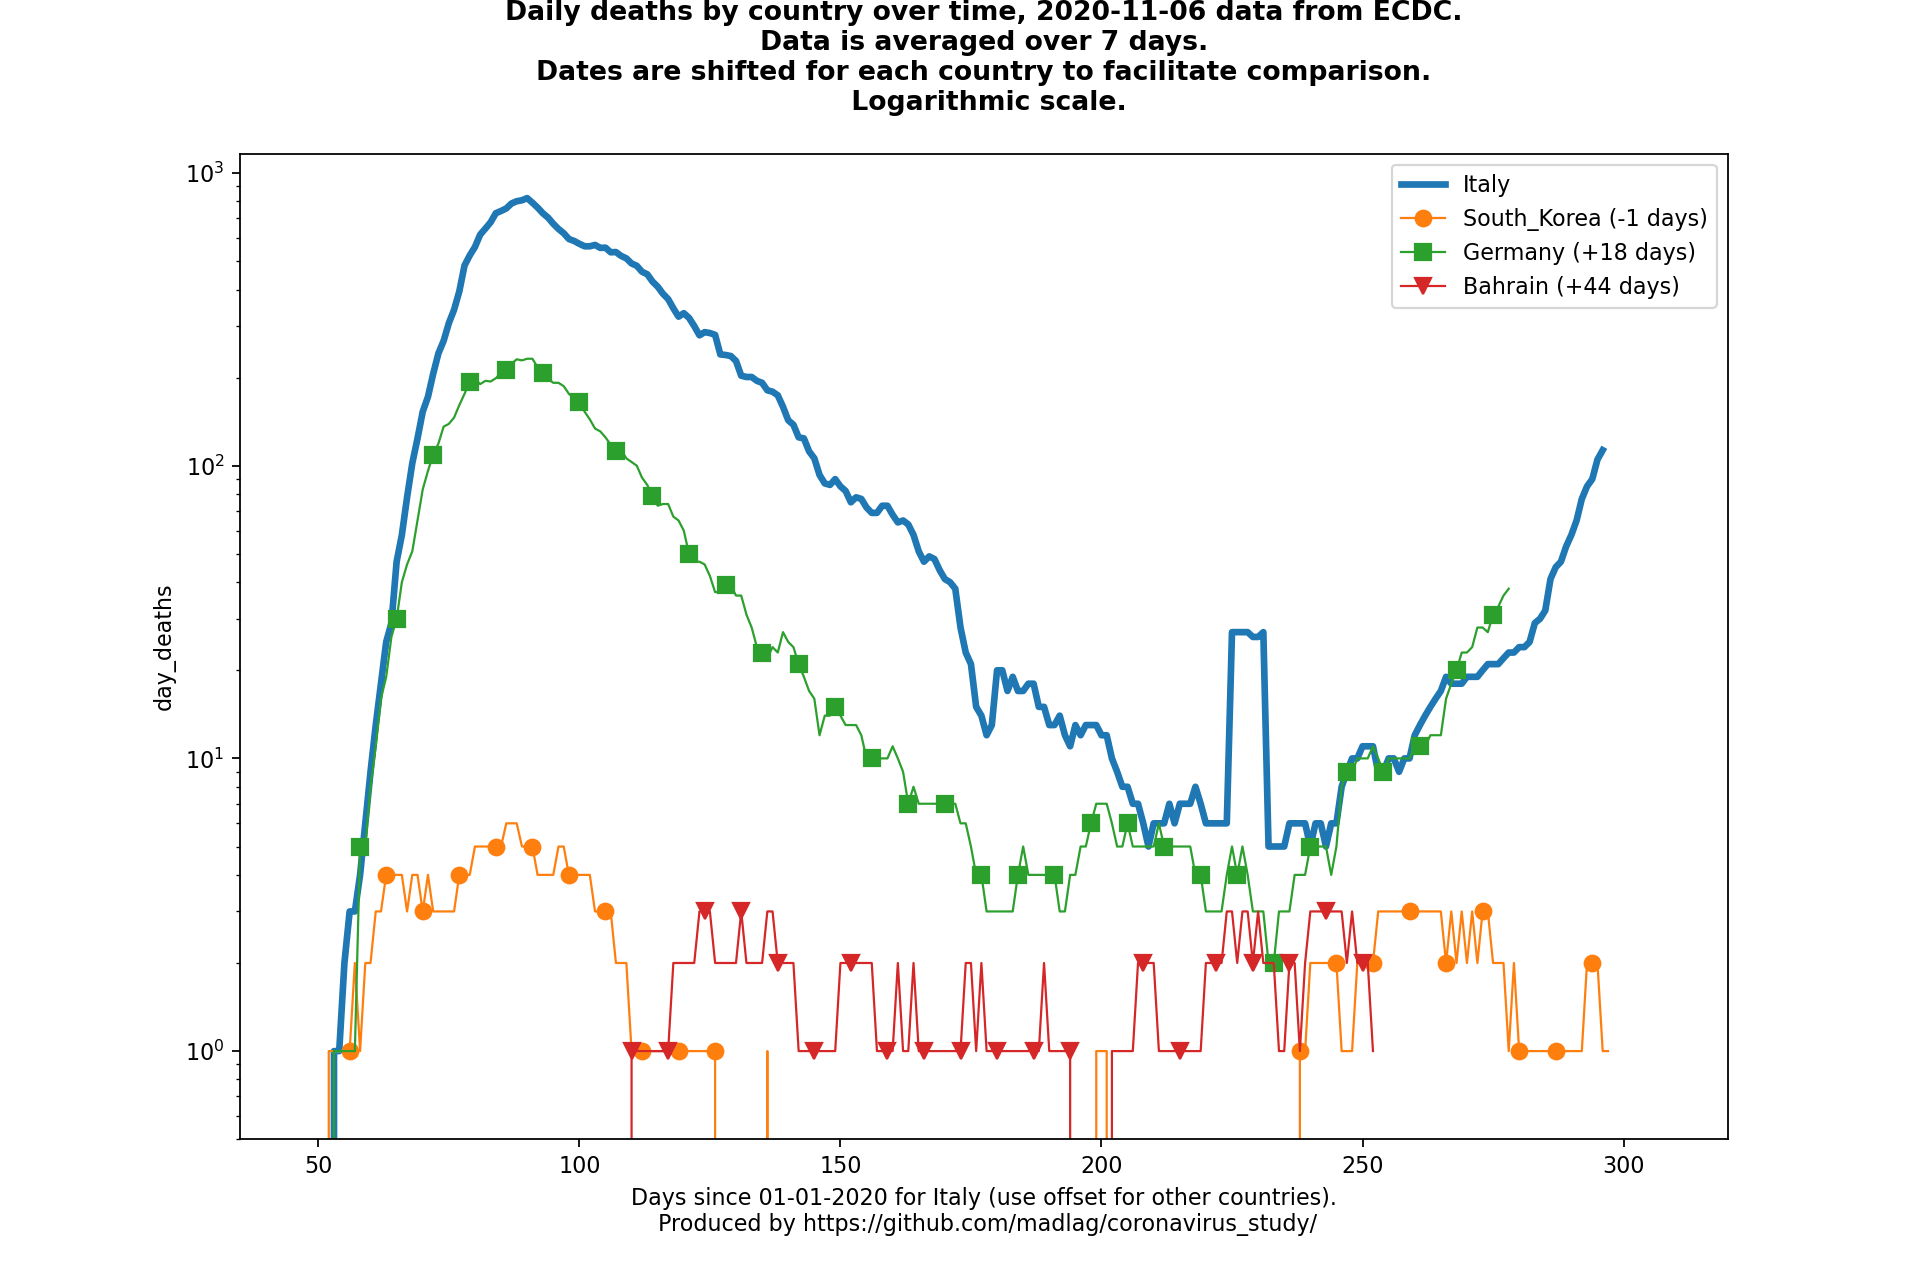 Daily deaths by country over time, 2020-11-06 data from ECDC.
Data is averaged over 7 days.
Dates are shifted for each country to facilitate comparison.
Logarithmic scale.
10³
10²
10¹
10⁰
day_deaths
Italy
South_Korea (-1 days)
Germany (+18 days)
Bahrain (+44 days)
50 100 150 200 250 300
Days since 01-01-2020 for Italy (use offset for other countries).
Produced by https://github.com/madlag/coronavirus_study/